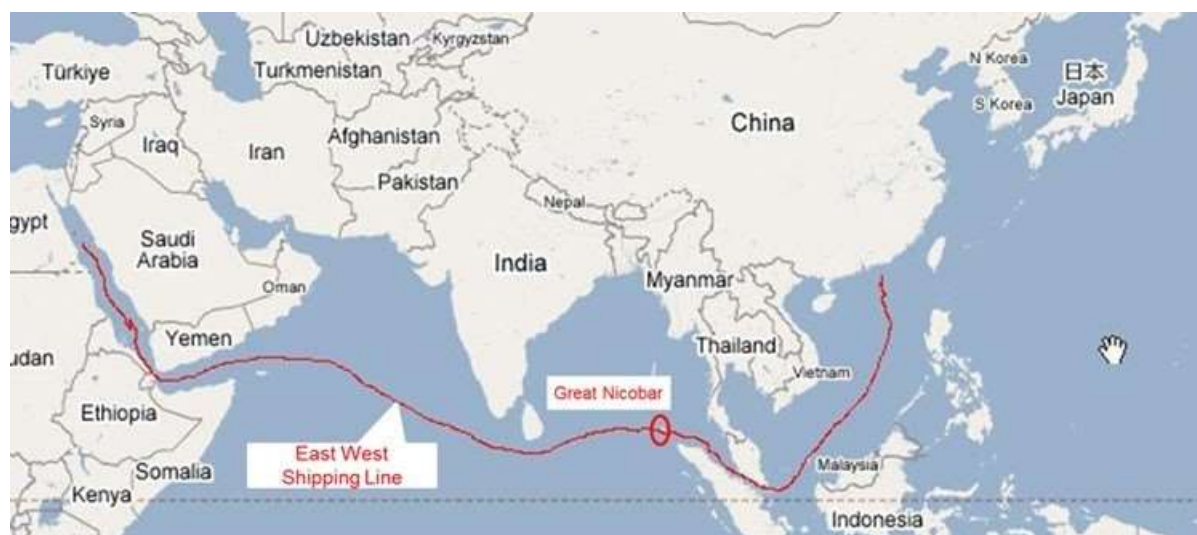 Uzbekistan
Kyrgyzstan
Türkiye
Turkmenistan
N Korea
日本
Japan
S Korea
Syria
Iraq
Iran
Afghanistan
China
Pakistan
Nepal
gypt
Saudi
Arabia
India
Myanmar
Oman
Yemen
Thailand
udan
Vietnam
Great Nicobar
Ethiopia
East West
Shipping Line
Somalia
Malaysia
Kenya
Indonesia